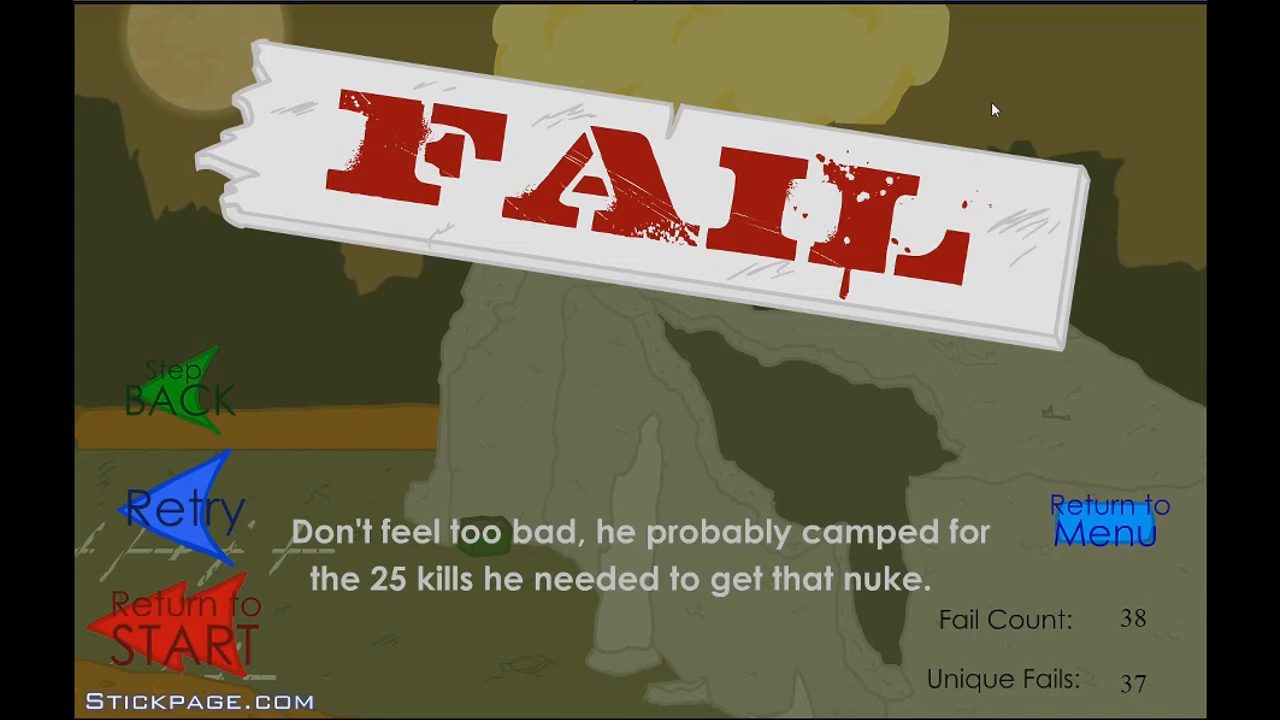 FAIL
Step
BACK
Retry
Return to
START
Don't feel too bad, he probably camped for
the 25 kills he needed to get that nuke.
Return to
Menu
Fail Count: 38
Unique Fails: 37
STICKPAGE.COM